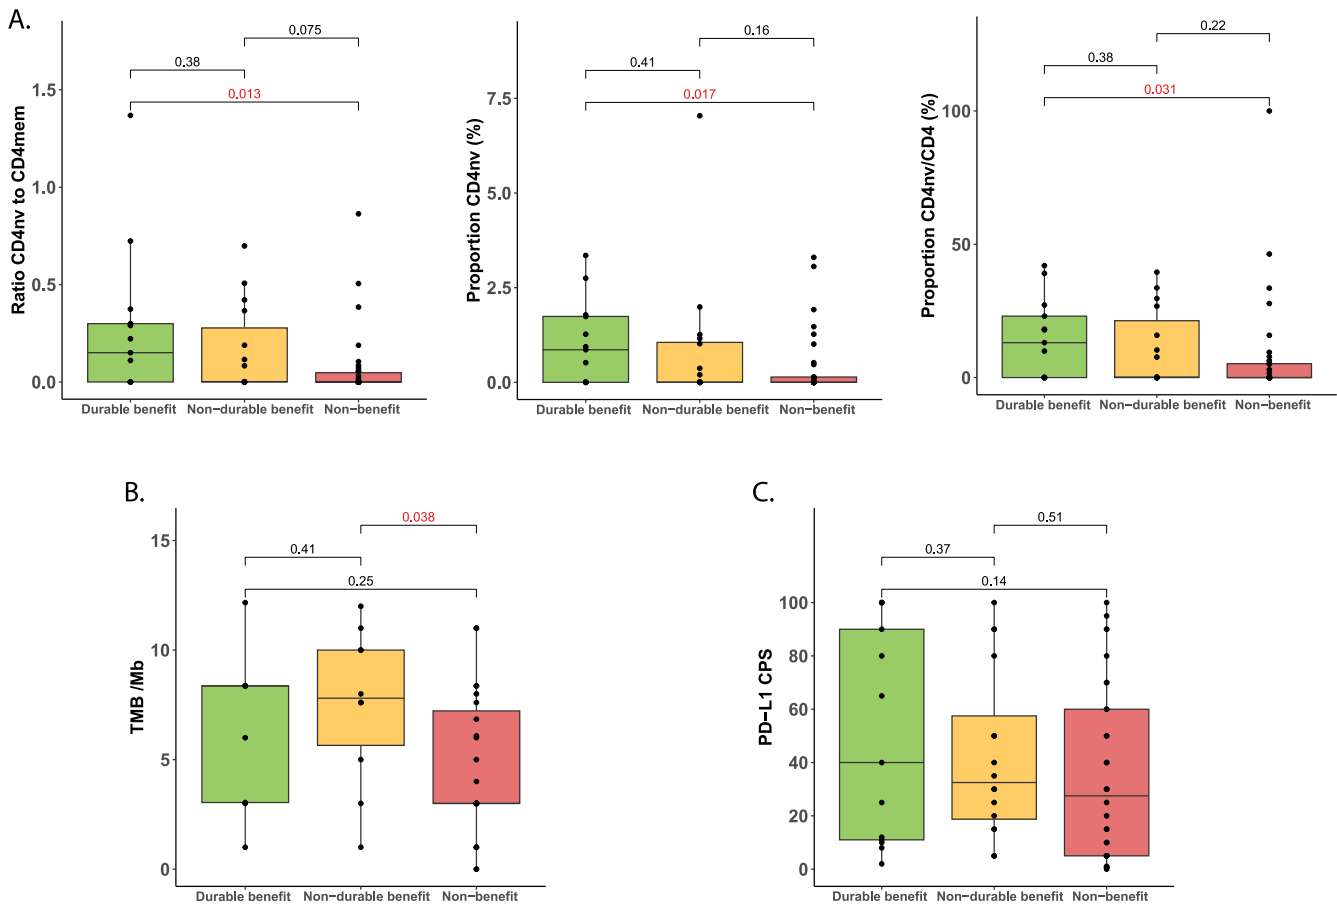 A.
Ratio CD4nv to CD4mem
1.5
1.0
0.5
0.0
0.075
0.38
0.013
Durable benefit
Non-durable benefit
Non-benefit
Proportion CD4nv (%)
7.5
5.0
2.5
0.0
0.16
0.41
0.017
Durable benefit
Non-durable benefit
Non-benefit
Proportion CD4nv/CD4 (%)
100
50
0
0.22
0.38
0.031
Durable benefit
Non-durable benefit
Non-benefit
B.
TMB /Mb
15
10
5
0
0.038
0.41
0.25
Durable benefit
Non-durable benefit
Non-benefit
C.
PD-L1 CPS
100
80
60
40
20
0
0.51
0.37
0.14
Durable benefit
Non-durable benefit
Non-benefit